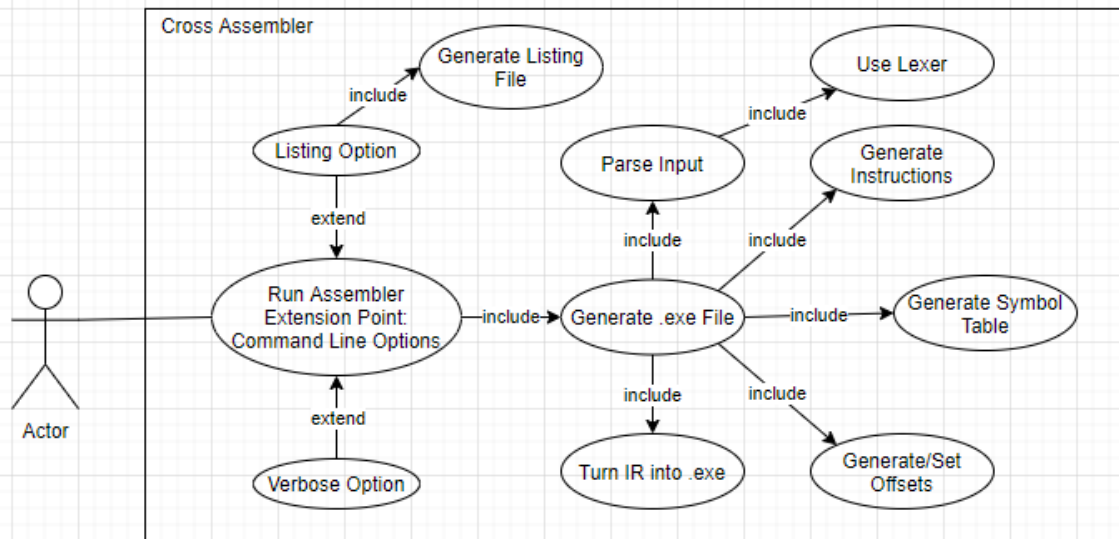 Cross Assembler
Generate Listing
File
include
Listing Option
extend
Run Assembler
Extension Point:
Command Line Options
extend
Verbose Option
Actor
include
Generate .exe File
include
Parse Input
include
Use Lexer
include
Generate
Instructions
include
Generate Symbol
Table
include
Generate/Set
Offsets
include
Turn IR into .exe